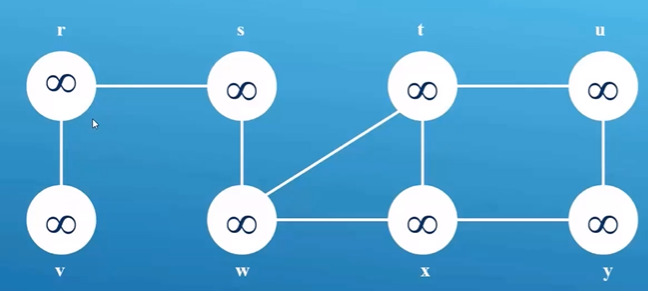 r s t u
∞ ∞ ∞ ∞
∞ ∞ ∞ ∞
v w x y